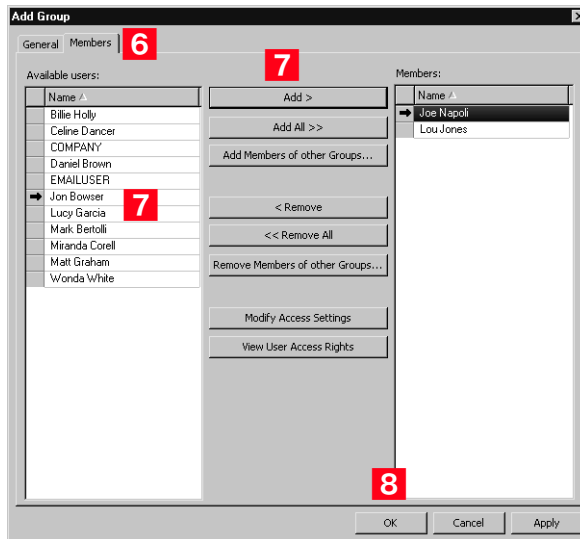 Add Group
General
Members
6
Available users:
Name
Billie Holly
Celine Dancer
COMPANY
Daniel Brown
EMAILUSER
Jon Bowser
7
Lucy Garcia
Mark Bertolli
Miranda Corell
Matt Graham
Wonda White
7
Add >
Add All >>
Add Members of other Groups...
< Remove
<< Remove All
Remove Members of other Groups...
Modify Access Settings
View User Access Rights
Members:
Name
Joe Napoli
Lou Jones
8
OK
Cancel
Apply